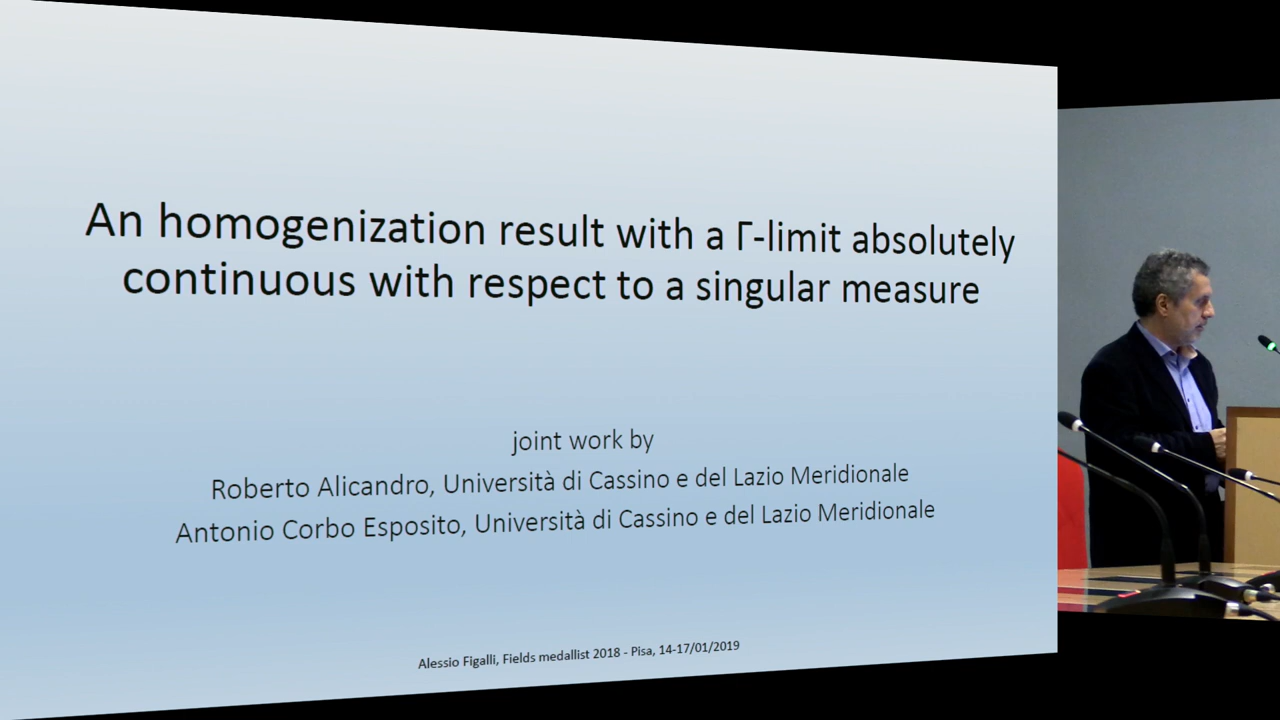 An homogenization result with a Γ-limit absolutely
continuous with respect to a singular measure
joint work by
Roberto Alicandro, Università di Cassino e del Lazio Meridionale
Antonio Corbo Esposito, Università di Cassino e del Lazio Meridionale
Alessio Figalli, Fields medallist 2018 - Pisa, 14-17/01/2019